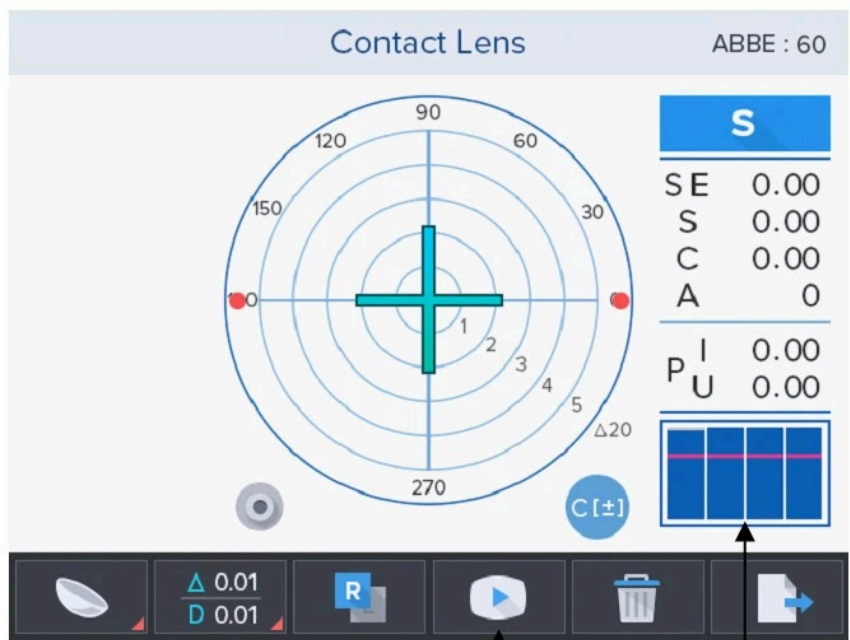 Contact Lens
ABBE : 60
90
120
60
150
30
0
1
2
3
4
5
Δ20
270
C[±]
S
SE 0.00
S 0.00
C 0.00
A 0
P
I 0.00
U 0.00
Δ 0.01
D 0.01
R
L